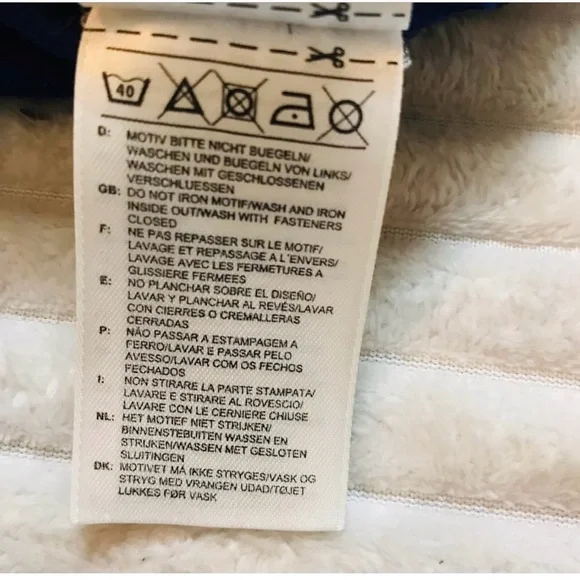 40
D: MOTIV BITTE NICHT BUEGELN/
WASCHEN UND BUEGELN VON LINKS/
WASCHEN MIT GESCHLOSSENEN
VERSCHLUESSEN
GB: DO NOT IRON MOTIF/WASH AND IRON
INSIDE OUT/WASH WITH FASTENERS
CLOSED
F: NE PAS REPASSER SUR LE MOTIF/
LAVAGE ET REPASSAGE A L'ENVERS/
LAVAGE AVEC LES FERMETURES A
GLISSIERE FERMEES
E: NO PLANCHAR SOBRE EL DISEÑO/
LAVAR Y PLANCHAR AL REVÉS/LAVAR
CON CIERRES O CREMALLERAS
CERRADAS
P: NÃO PASSAR A ESTAMPAGEM A
FERRO/LAVAR E PASSAR PELO
AVESSO/LAVAR COM OS FECHOS
FECHADOS
I: NON STIRARE LA PARTE STAMPATA/
LAVARE E STIRARE AL ROVESCIO/
LAVARE CON LE CERNIERE CHIUSE
NL: HET MOTIEF NIET STRIJKEN/
BINNENSTEBUITEN WASSEN EN
STRIJKEN/WASSEN MET GESLOTEN
SLUITINGEN
DK: MOTIVET MÅ IKKE STRYGES/VASK OG
STRYG MED VRANGEN UDAD/TØJET
LUKKES FØR VASK